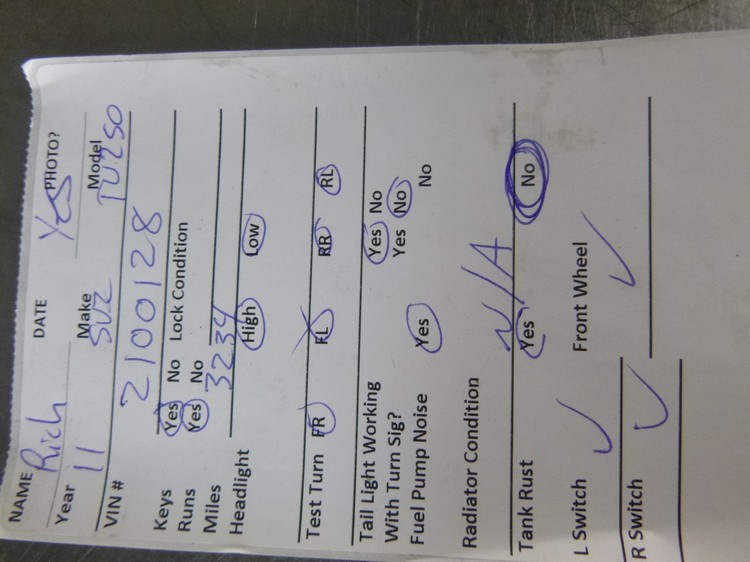 NAME Rich DATE Yes PHOTO?
Year 11 Make SUZ Model TU250
VIN # 2100128
Keys Yes No Lock Condition
Runs Yes No
Miles 3234
Headlight High Low
Test Turn FR FL RR RL
Tail Light Working Yes No
With Turn Sig? Yes No
Fuel Pump Noise Yes No
Radiator Condition N/A
Tank Rust Yes No
L Switch Front Wheel
R Switch